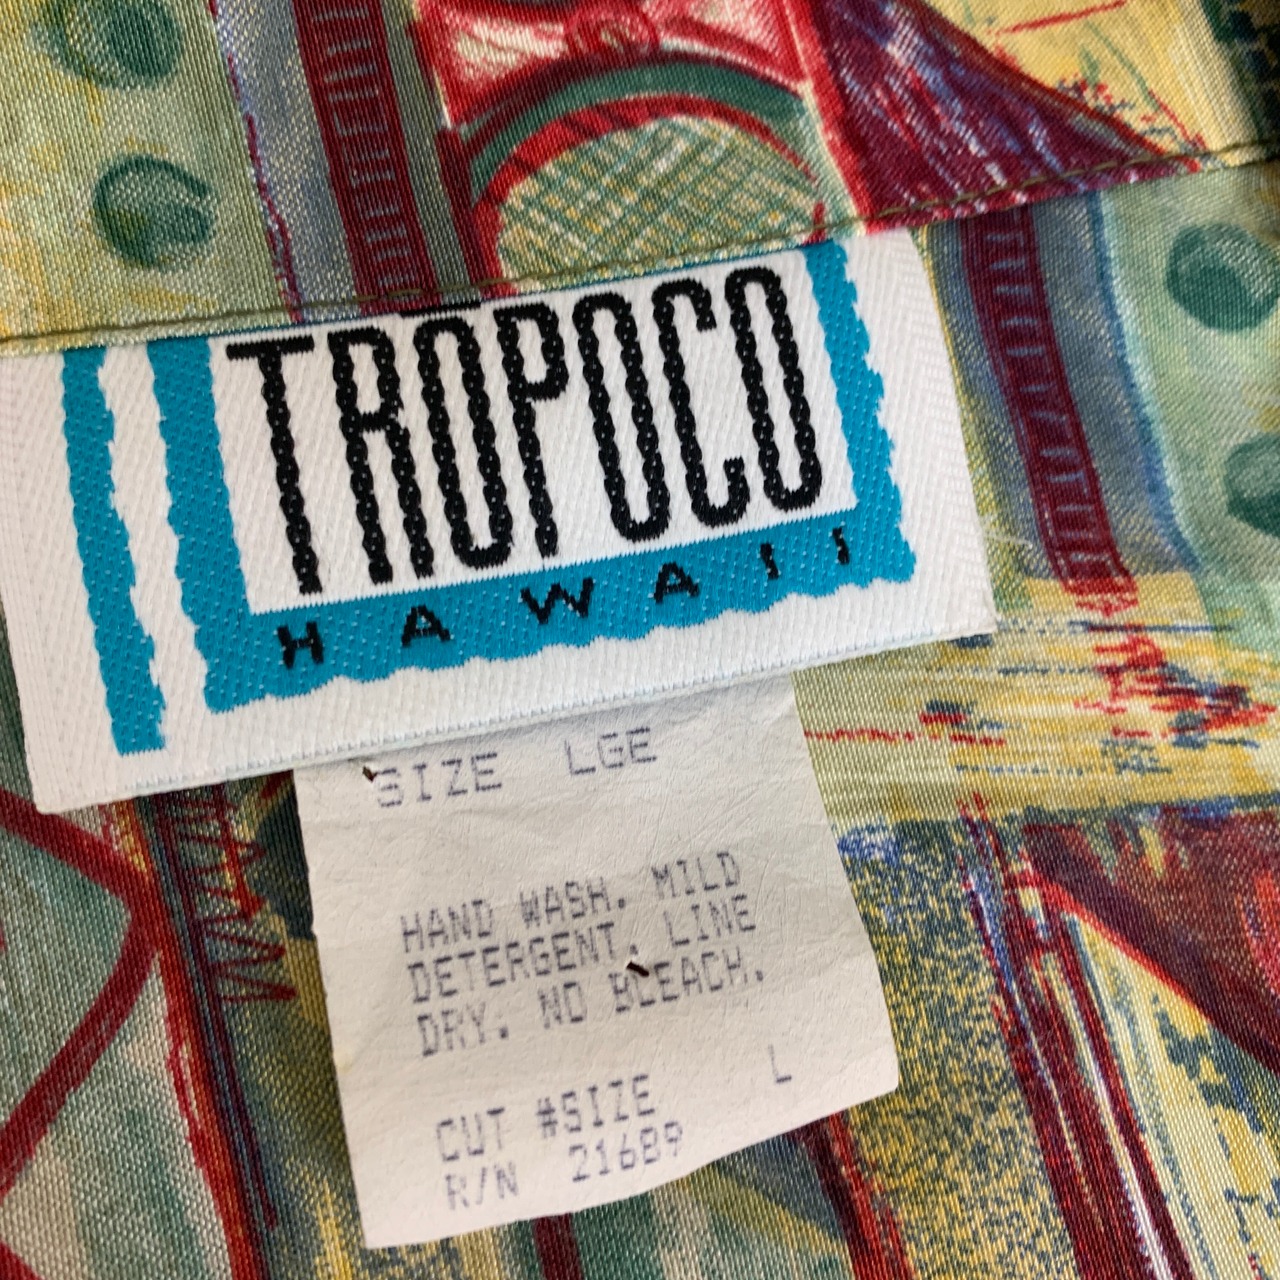 TROPOCO
HAWAII
SIZE LGE
HAND WASH. MILD
DETERGENT. LINE
DRY. NO BLEACH.
L
CUT #SIZE
R/N 21689